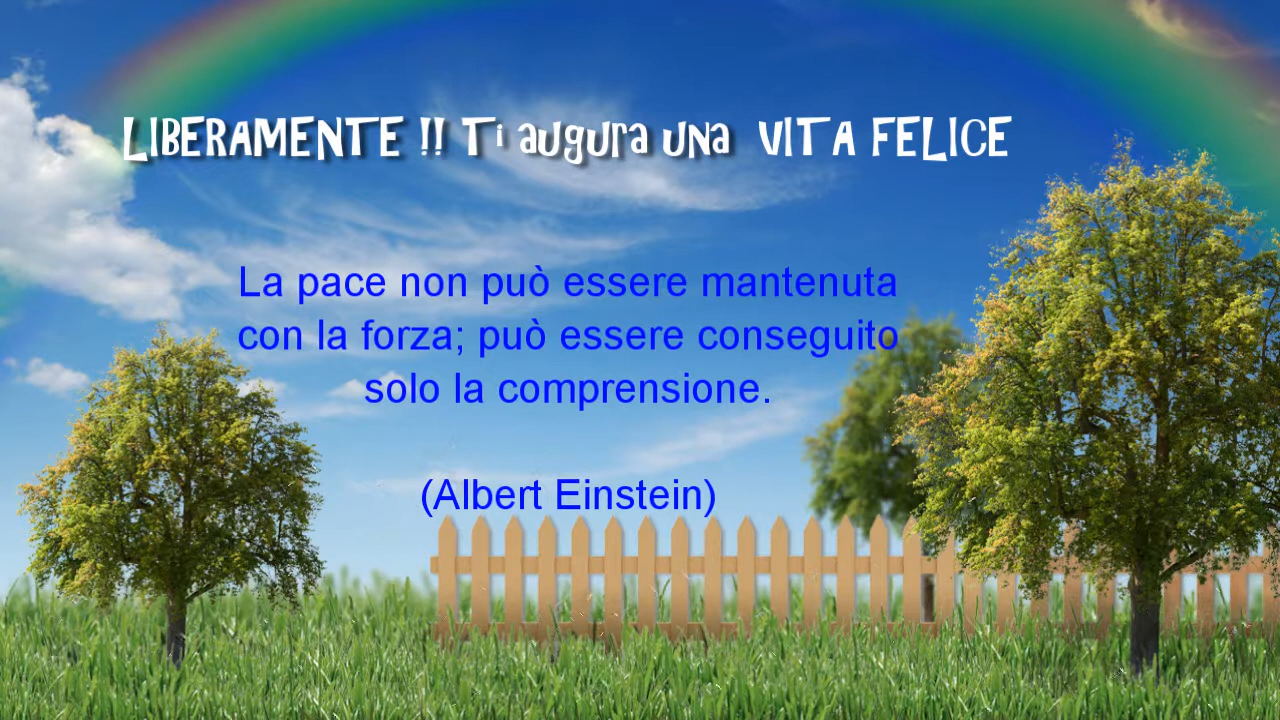 LIBERAMENTE !! Ti augura una VITA FELICE
La pace non può essere mantenuta
con la forza; può essere conseguito
solo la comprensione.
(Albert Einstein)